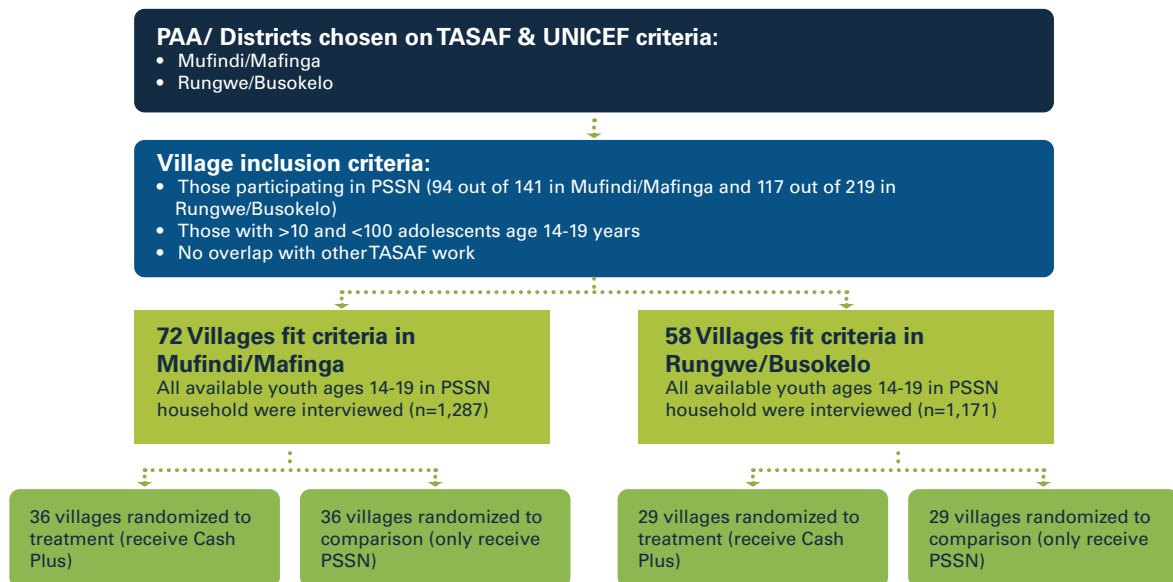 PAA/ Districts chosen on TASAF & UNICEF criteria:
• Mufindi/Mafinga
• Rungwe/Busokelo
Village inclusion criteria:
• Those participating in PSSN (94 out of 141 in Mufindi/Mafinga and 117 out of 219 in
Rungwe/Busokelo)
• Those with >10 and <100 adolescents age 14-19 years
• No overlap with other TASAF work
72 Villages fit criteria in
Mufindi/Mafinga
All available youth ages 14-19 in PSSN
household were interviewed (n=1,287)
58 Villages fit criteria in
Rungwe/Busokelo
All available youth ages 14-19 in PSSN
household were interviewed (n=1,171)
36 villages randomized to
treatment (receive Cash
Plus)
36 villages randomized to
comparison (only receive
PSSN)
29 villages randomized to
treatment (receive Cash
Plus)
29 villages randomized to
comparison (only receive
PSSN)